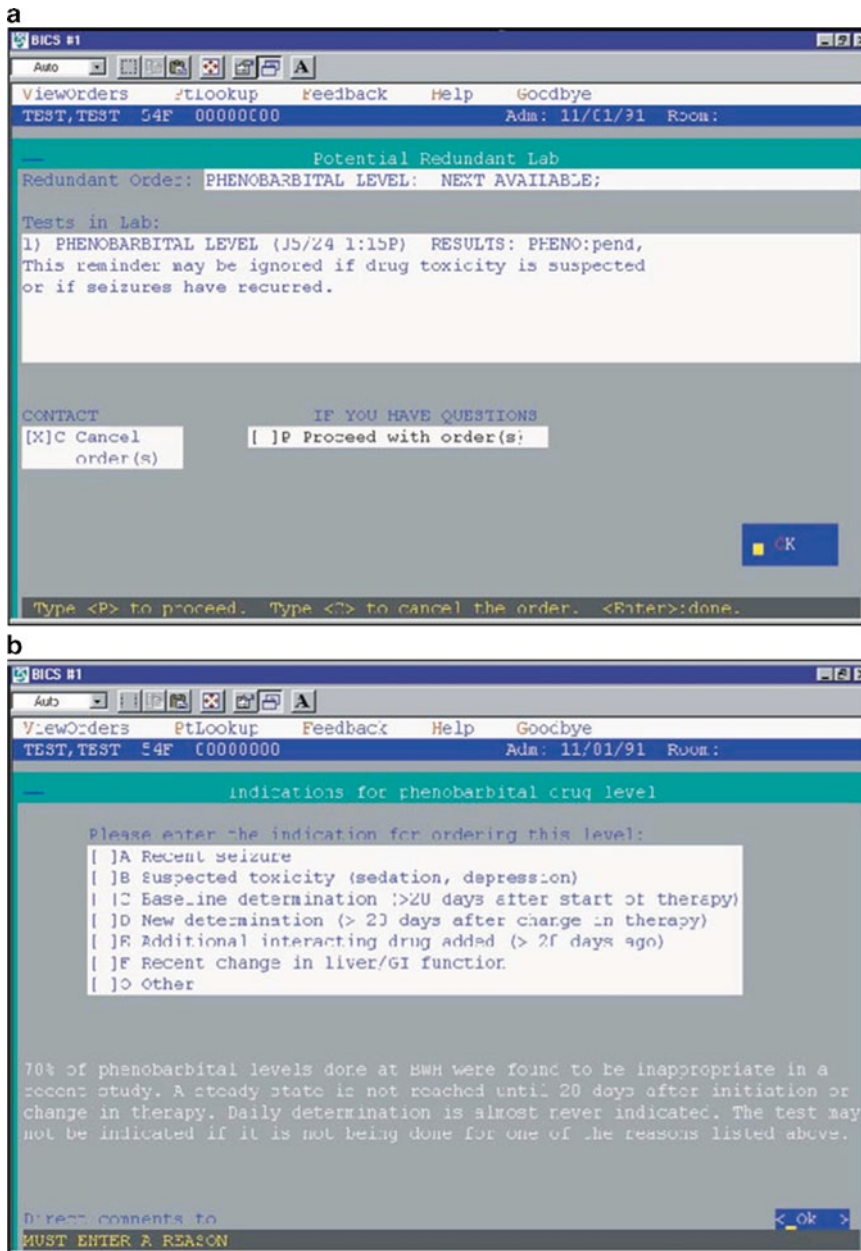 a
BICS #1
Auto A
ViewOrders PtLookup Feedback Help Goodbye
TEST,TEST 54F 00000000 Adm: 11/01/91 Room:
Potential Redundant Lab
Redundant Order: PHENOBARBITAL LEVEL: NEXT AVAILABLE;
Tests in Lab:
1) PHENOBARBITAL LEVEL (05/24 1:15P) RESULTS: PHENO:pend,
This reminder may be ignored if drug toxicity is suspected
or if seizures have recurred.
CONTACT IF YOU HAVE QUESTIONS
[X]C Cancel [ ]P Proceed with order(s)
order(s)
OK
Type <P> to proceed. Type <C> to cancel the order. <Enter>:done.
b
BICS #1
Auto A
ViewOrders PtLookup Feedback Help Goodbye
TEST,TEST 54F 00000000 Adm: 11/01/91 Room:
Indications for phenobarbital drug level
Please enter the indication for ordering this level:
[ ]A Recent seizure
[ ]B Suspected toxicity (sedation, depression)
[ ]C Baseline determination (>20 days after start of therapy)
[ ]D New determination (> 20 days after change in therapy)
[ ]E Additional interacting drug added (> 20 days ago)
[ ]F Recent change in liver/GI function
[ ]O Other
70% of phenobarbital levels done at BWH were found to be inappropriate in a
recent study. A steady state is not reached until 20 days after initiation or
change in therapy. Daily determination is almost never indicated. The test may
not be indicated if it is not being done for one of the reasons listed above.
Direct comments to
< Ok >
MUST ENTER A REASON